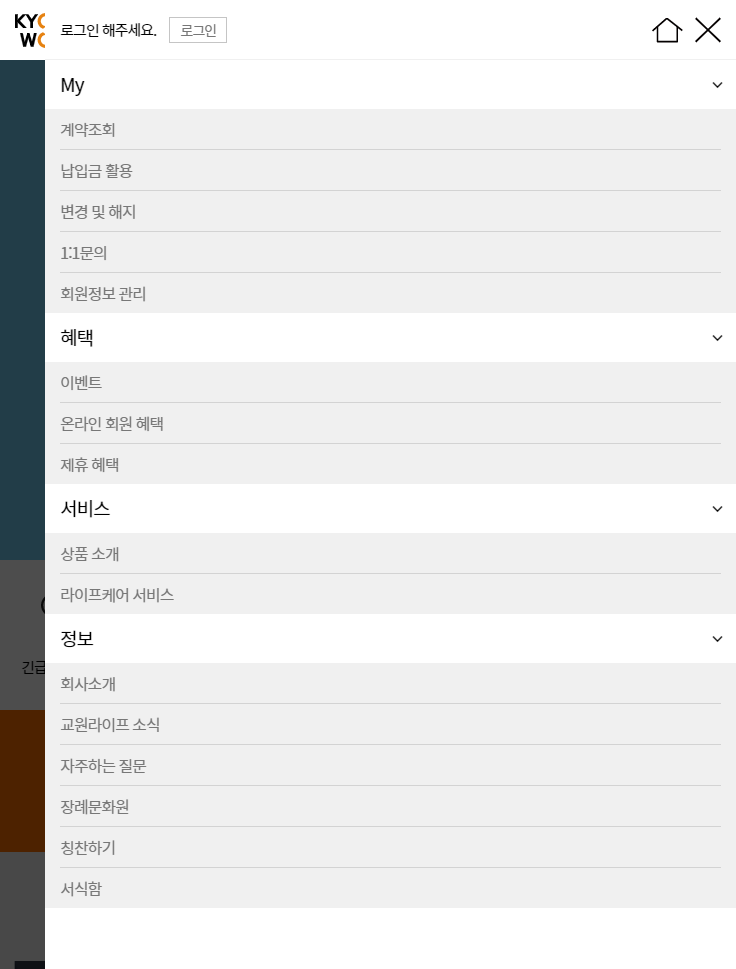 로그인 해주세요.
로그인
My
계약조회
납입금 활용
변경 및 해지
1:1문의
회원정보 관리
혜택
이벤트
온라인 회원 혜택
제휴 혜택
서비스
상품 소개
라이프케어 서비스
정보
회사소개
교원라이프 소식
자주하는 질문
장례문화원
칭찬하기
서식함
긴급